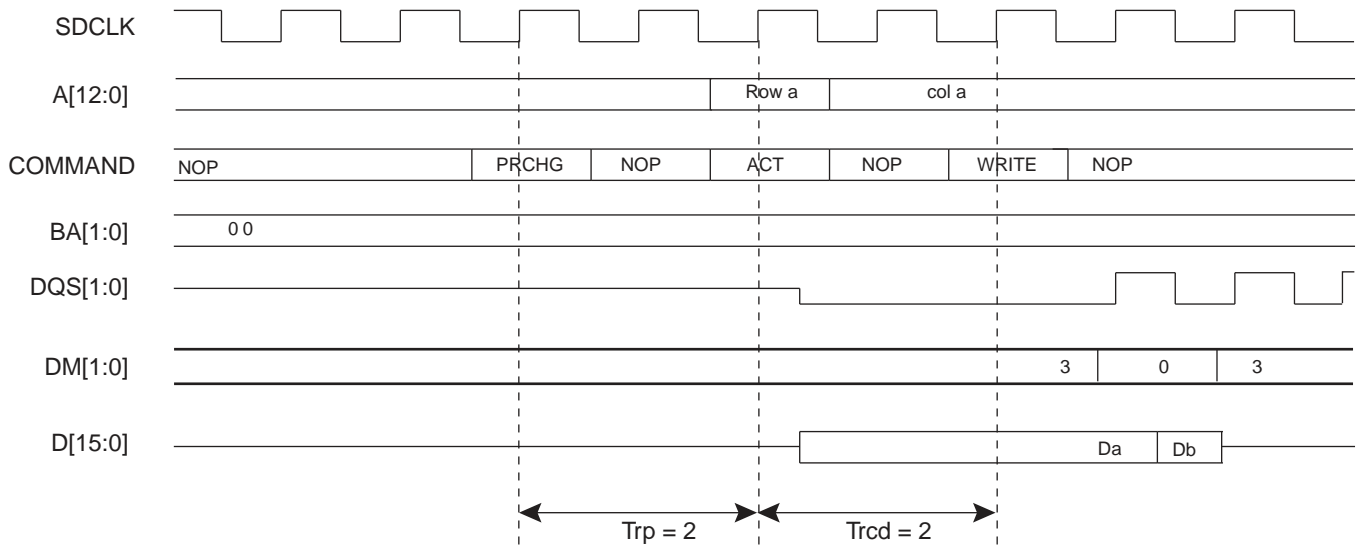 SDCLK
A[12:0] Row a col a
COMMAND NOP PRCHG NOP ACT NOP WRITE NOP
BA[1:0] 0 0
DQS[1:0]
DM[1:0] 3 0 3
D[15:0] Da Db
Trp = 2 Trcd = 2